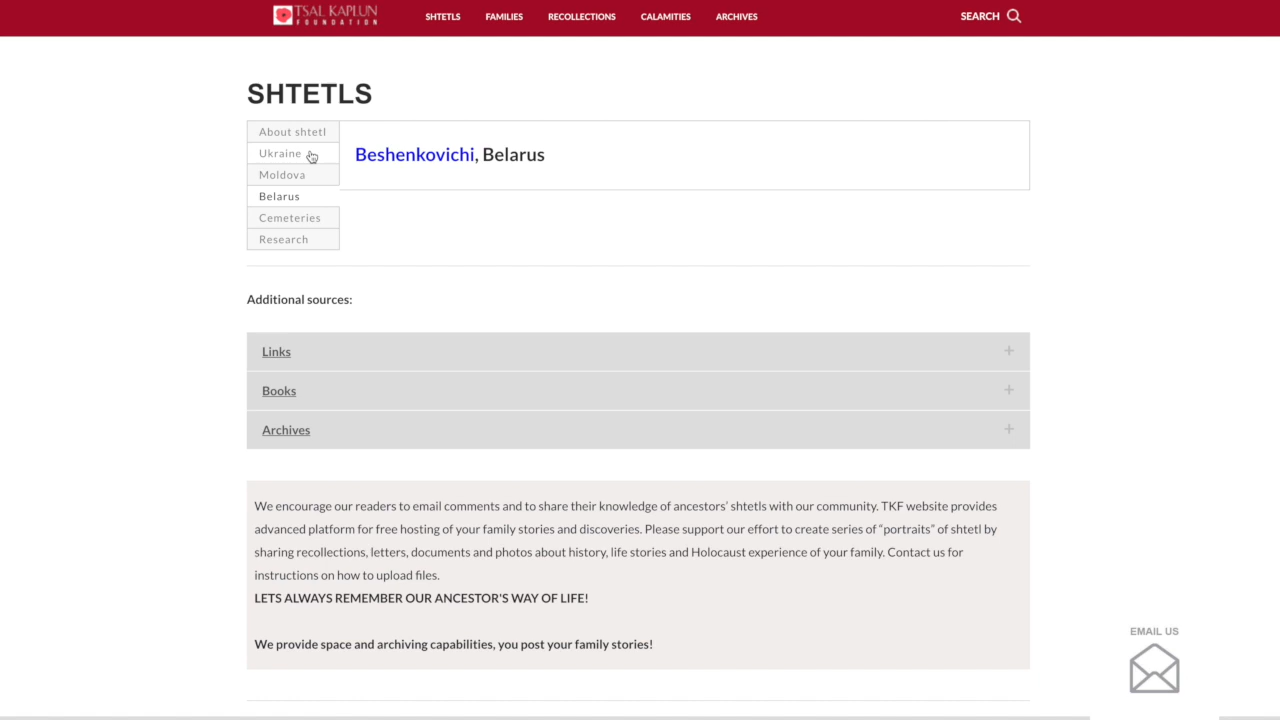 TSAL KAPLUN
FOUNDATION
SHTETLS
FAMILIES
RECOLLECTIONS
CALAMITIES
ARCHIVES
SEARCH
SHTETLS
About shtetl
Ukraine
Moldova
Belarus
Cemeteries
Research
Beshenkovichi, Belarus
Additional sources:
Links
Books
Archives
We encourage our readers to email comments and to share their knowledge of ancestors’ shtetls with our community. TKF website provides
advanced platform for free hosting of your family stories and discoveries. Please support our effort to create series of “portraits” of shtetl by
sharing recollections, letters, documents and photos about history, life stories and Holocaust experience of your family. Contact us for
instructions on how to upload files.
LETS ALWAYS REMEMBER OUR ANCESTOR'S WAY OF LIFE!
We provide space and archiving capabilities, you post your family stories!
EMAIL US